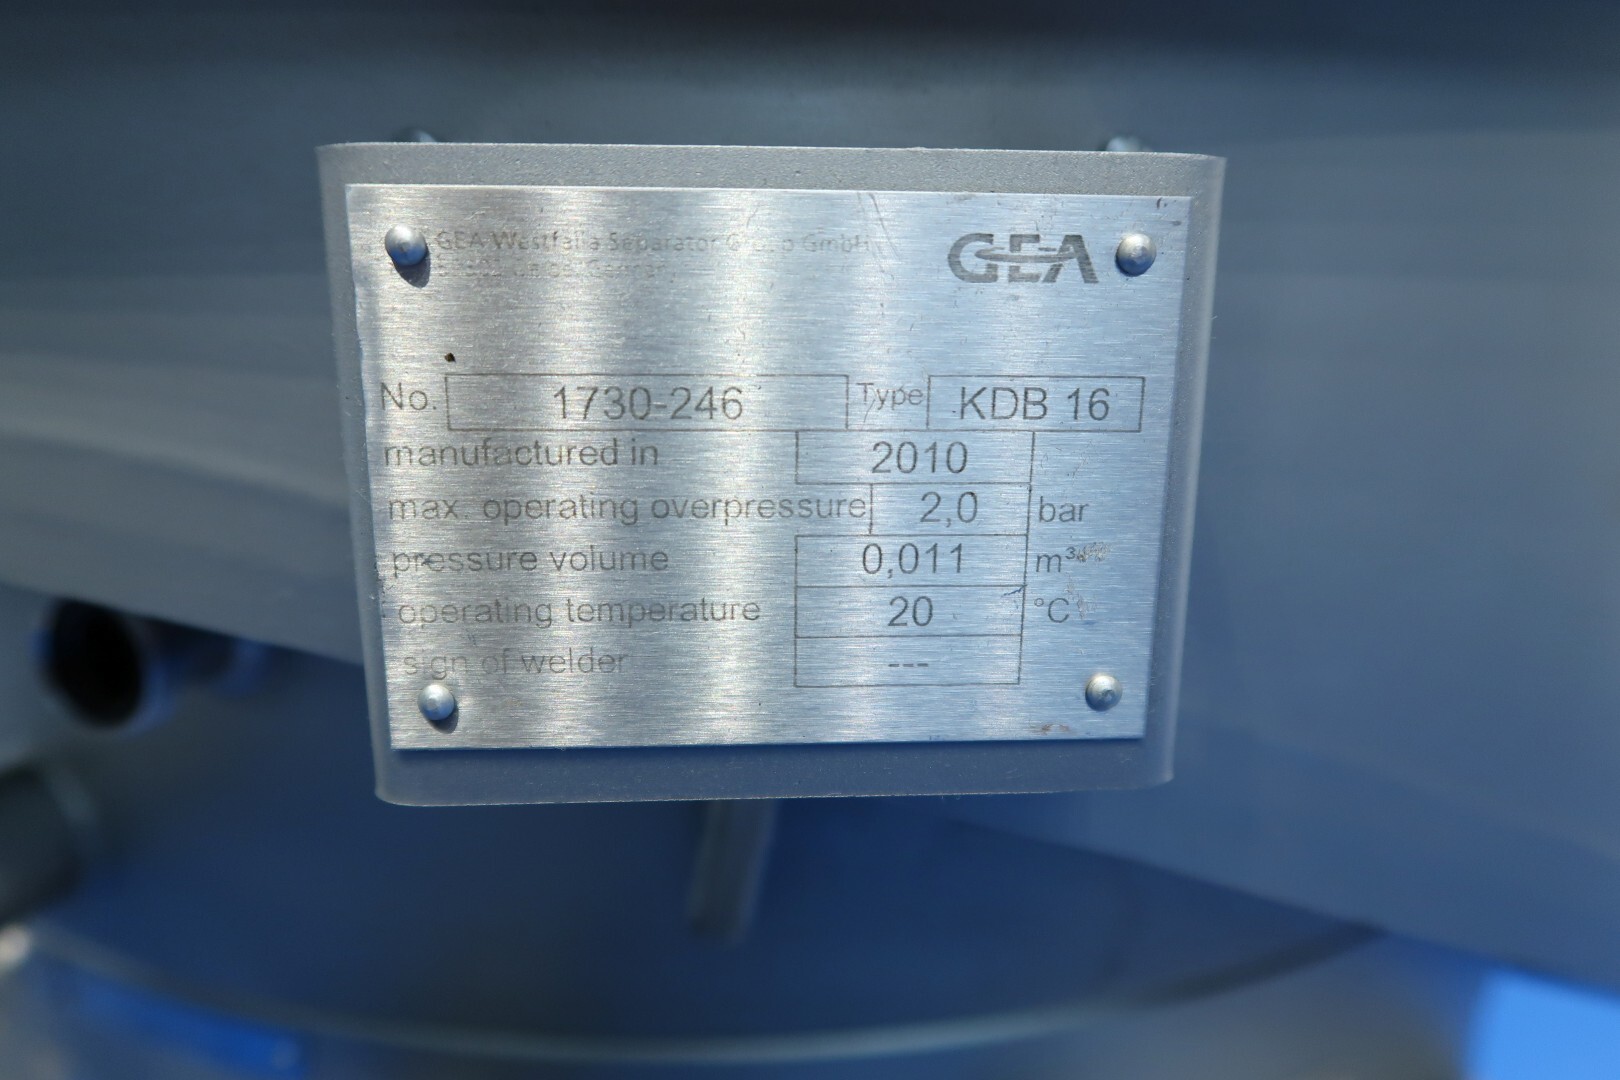 GEA Westfalia Separator Group GmbH
GEA
No. 1730-246 Type KDB 16
manufactured in 2010
max. operating overpressure 2,0 bar
pressure volume 0,011 m³
operating temperature 20 °C
sign of welder ---